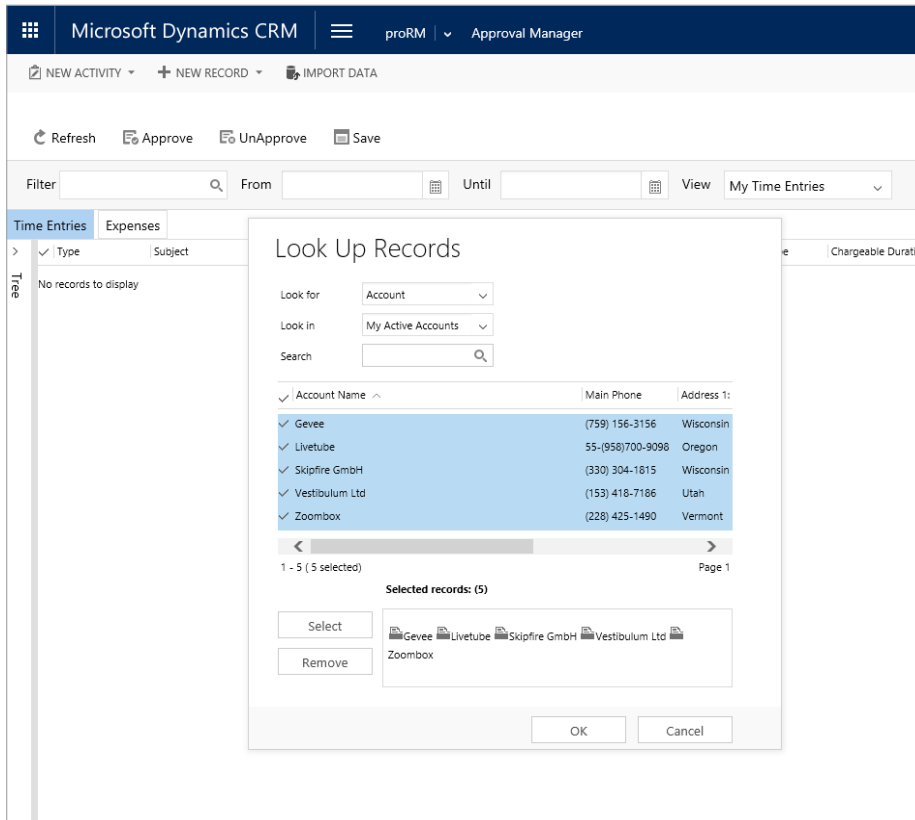 Microsoft Dynamics CRM proRM Approval Manager
NEW ACTIVITY NEW RECORD IMPORT DATA
Refresh Approve UnApprove Save
Filter From Until View My Time Entries
Time Entries Expenses
Type Subject e Chargeable Durati
Tree
No records to display
Look Up Records
Look for Account
Look in My Active Accounts
Search
Account Name Main Phone Address 1:
Gevee (759) 156-3156 Wisconsin
Livetube 55-(958)700-9098 Oregon
Skipfire GmbH (330) 304-1815 Wisconsin
Vestibulum Ltd (153) 418-7186 Utah
Zoombox (228) 425-1490 Vermont
1 - 5 ( 5 selected) Page 1
Selected records: (5)
Select
Remove
Gevee Livetube Skipfire GmbH Vestibulum Ltd
Zoombox
OK Cancel